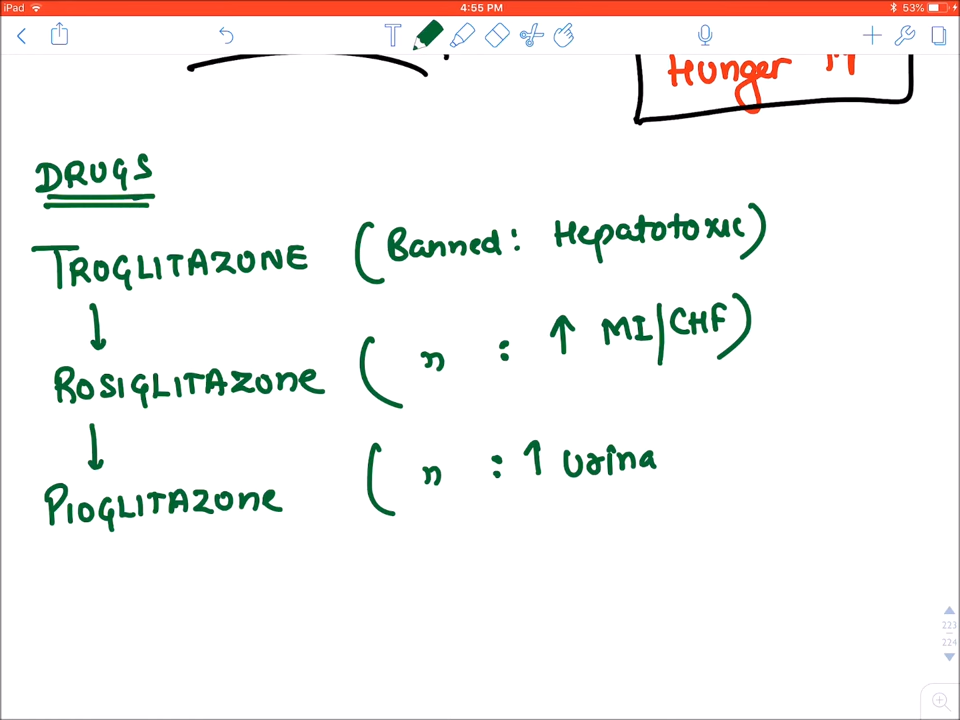 iPad 4:55 PM 53%
T
Hunger
DRUGS
TROGLITAZONE (Banned: Hepatotoxic)
ROSIGLITAZONE ( " : ↑ MI/CHF)
PIOGLITAZONE ( " : ↑ Urina
223
224